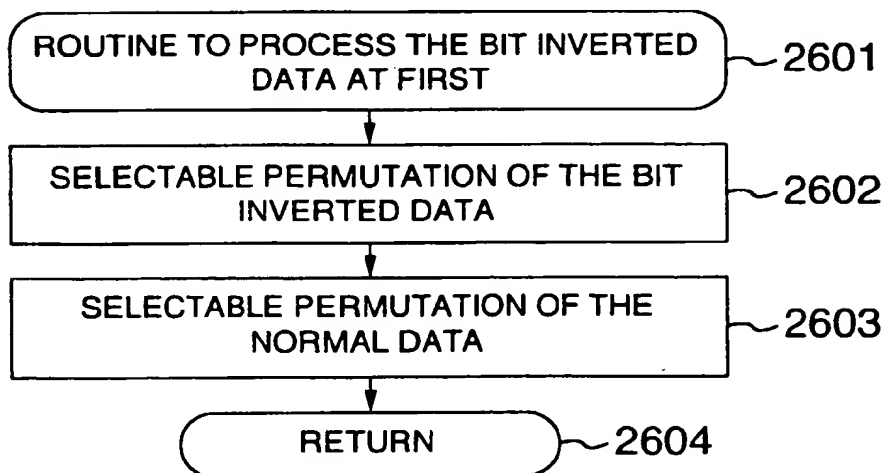 ROUTINE TO PROCESS THE BIT INVERTED
DATA AT FIRST
2601
SELECTABLE PERMUTATION OF THE BIT
INVERTED DATA
2602
SELECTABLE PERMUTATION OF THE
NORMAL DATA
2603
RETURN
2604